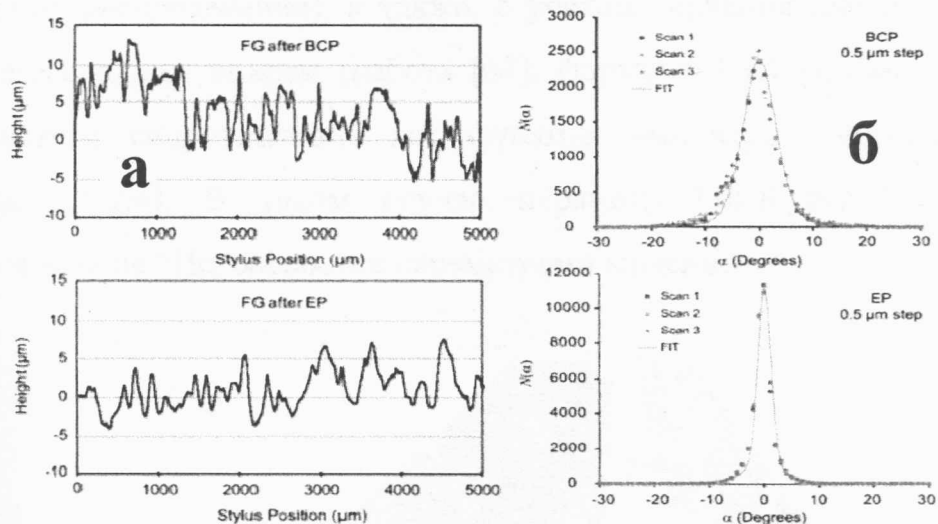 FG after BCP
Height (µm)
15
10
5
0
-5
-10
0
1000
2000
3000
4000
5000
Stylus Position (µm)
а
BCP
0.5 µm step
Scan 1
Scan 2
Scan 3
FIT
N(α)
3000
2500
2000
1500
1000
500
0
-30
-20
-10
0
10
20
30
α (Degrees)
б
FG after EP
Height (µm)
15
10
5
0
-5
-10
0
1000
2000
3000
4000
5000
Stylus Position (µm)
EP
0.5 µm step
Scan 1
Scan 2
Scan 3
FIT
N(α)
12000
10000
8000
6000
4000
2000
0
-30
-20
-10
0
10
20
30
α (Degrees)